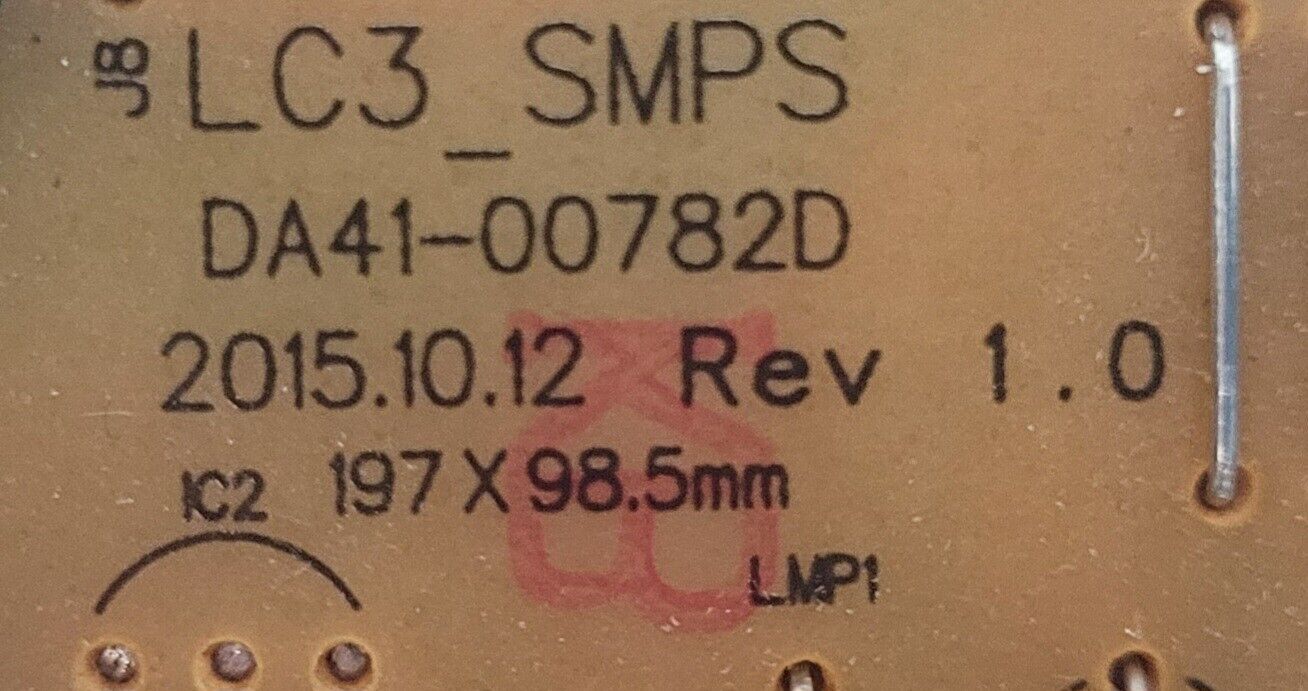 J8
LC3_SMPS
DA41-00782D
2015.10.12 Rev 1.0
IC2 197 X 98.5mm
LMP1